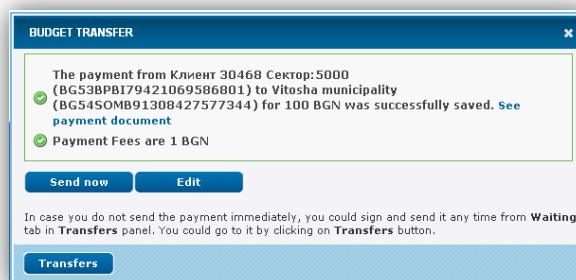 BUDGET TRANSFER
The payment from Клиент 30468 Сектор:5000
(BG53BPBI79421069586801) to Vitosha municipality
(BG54SOMB91308427577344) for 100 BGN was successfully saved. See
payment document
Payment Fees are 1 BGN
Send now Edit
In case you do not send the payment immediately, you could sign and send it any time from Waiting
tab in Transfers panel. You could go to it by clicking on Transfers button.
Transfers